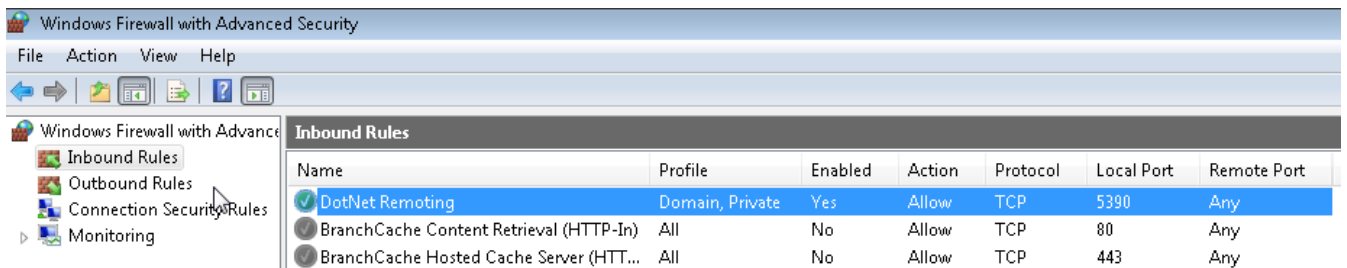 Windows Firewall with Advanced Security
File Action View Help
Windows Firewall with Advance
Inbound Rules
Outbound Rules
Connection Security Rules
Monitoring
Inbound Rules
Name Profile Enabled Action Protocol Local Port Remote Port
DotNet Remoting Domain, Private Yes Allow TCP 5390 Any
BranchCache Content Retrieval (HTTP-In) All No Allow TCP 80 Any
BranchCache Hosted Cache Server (HTT... All No Allow TCP 443 Any